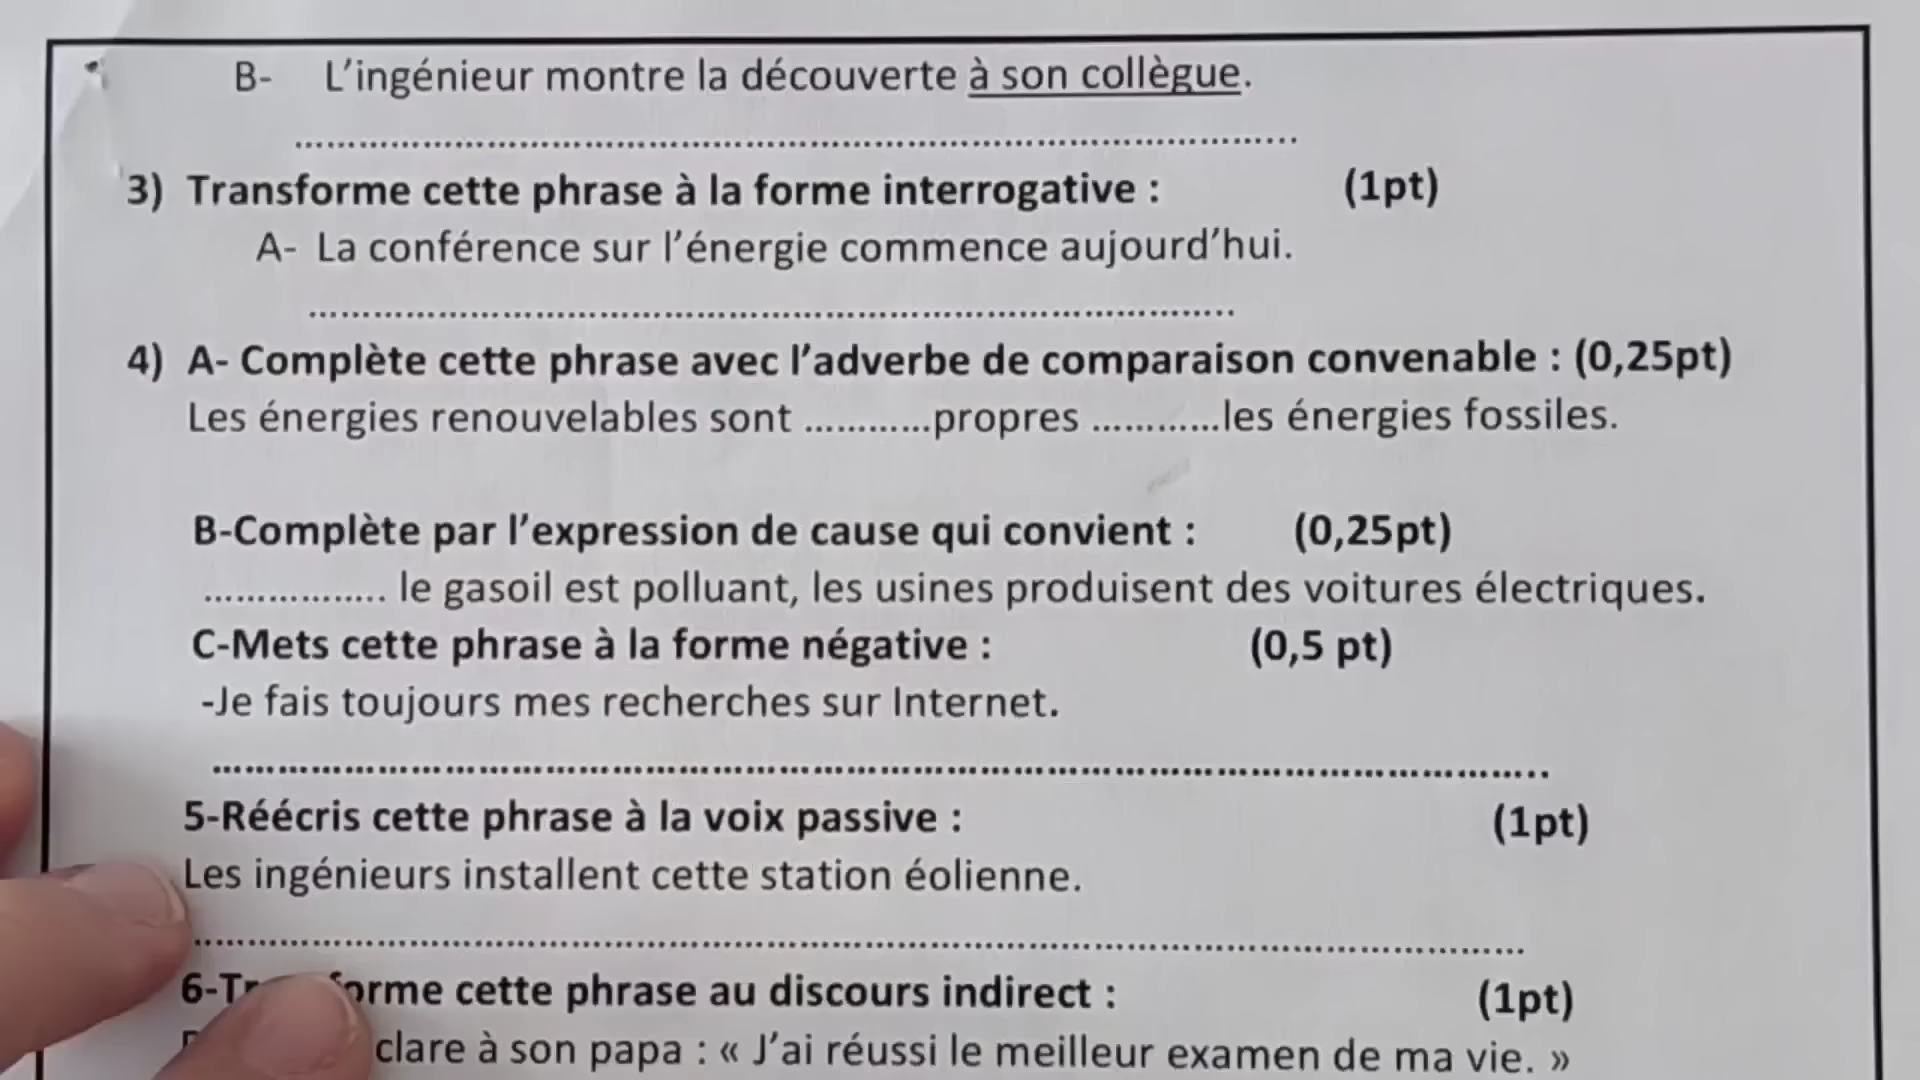 B- L'ingénieur montre la découverte à son collègue.
................................................................................
3) Transforme cette phrase à la forme interrogative : (1pt)
A- La conférence sur l'énergie commence aujourd'hui.
................................................................................
4) A- Complète cette phrase avec l'adverbe de comparaison convenable : (0,25pt)
Les énergies renouvelables sont ............propres ............les énergies fossiles.
B-Complète par l'expression de cause qui convient : (0,25pt)
................. le gasoil est polluant, les usines produisent des voitures électriques.
C-Mets cette phrase à la forme négative : (0,5 pt)
-Je fais toujours mes recherches sur Internet.
................................................................................
5-Réécris cette phrase à la voix passive : (1pt)
Les ingénieurs installent cette station éolienne.
................................................................................
6- cette phrase au discours indirect : (1pt)
à son papa : « J'ai réussi le meilleur examen de ma vie. »